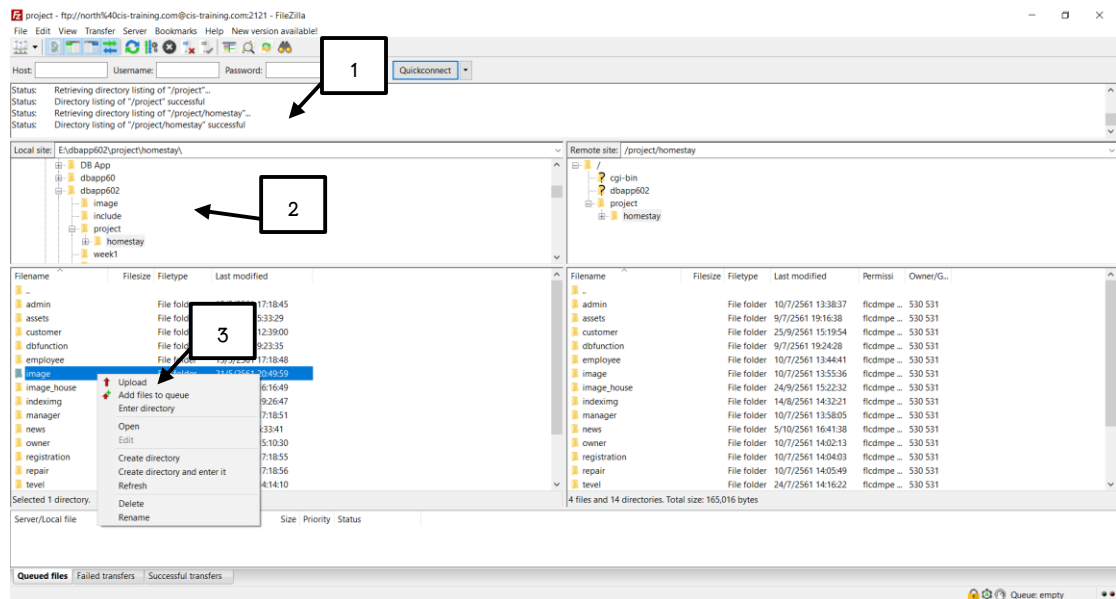 project - ftp://north%40cis-training.com@cis-training.com:2121 - FileZilla
File Edit View Transfer Server Bookmarks Help New version available!
Host: Username: Password: Quickconnect
1
Status: Retrieving directory listing of "/project"...
Status: Directory listing of "/project" successful
Status: Retrieving directory listing of "/project/homestay"...
Status: Directory listing of "/project/homestay" successful
Local site: E:\dbapp602\project\homestay\
DB App
dbapp60
dbapp602
image
include
project
homestay
week1
2
Remote site: /project/homestay
/
cgi-bin
dbapp602
project
homestay
Filename Filesize Filetype Last modified
..
admin File fold 17:18:45
assets File fold 5:33:29
customer File fold 12:39:00
dbfunction File fold 9:23:35
employee File folder 17:18:48
image File folder 21/5/2561 20:49:59
image_house 6:16:49
indeximg 9:26:47
manager 7:18:51
news :33:41
owner 5:10:30
registration 7:18:55
repair 7:18:56
tevel 4:14:10
3
Upload
Add files to queue
Enter directory
Open
Edit
Create directory
Create directory and enter it
Refresh
Delete
Rename
Selected 1 directory.
Filename Filesize Filetype Last modified Permissi Owner/G...
..
admin File folder 10/7/2561 13:38:37 flcdmpe ... 530 531
assets File folder 9/7/2561 19:16:38 flcdmpe ... 530 531
customer File folder 25/9/2561 15:19:54 flcdmpe ... 530 531
dbfunction File folder 9/7/2561 19:24:28 flcdmpe ... 530 531
employee File folder 10/7/2561 13:44:41 flcdmpe ... 530 531
image File folder 10/7/2561 13:55:36 flcdmpe ... 530 531
image_house File folder 24/9/2561 15:22:32 flcdmpe ... 530 531
indeximg File folder 14/8/2561 14:32:21 flcdmpe ... 530 531
manager File folder 10/7/2561 13:58:05 flcdmpe ... 530 531
news File folder 5/10/2561 16:41:38 flcdmpe ... 530 531
owner File folder 10/7/2561 14:02:13 flcdmpe ... 530 531
registration File folder 10/7/2561 14:04:03 flcdmpe ... 530 531
repair File folder 10/7/2561 14:05:49 flcdmpe ... 530 531
tevel File folder 24/7/2561 14:16:22 flcdmpe ... 530 531
4 files and 14 directories. Total size: 165,016 bytes
Server/Local file Size Priority Status
Queued files Failed transfers Successful transfers
Queue: empty